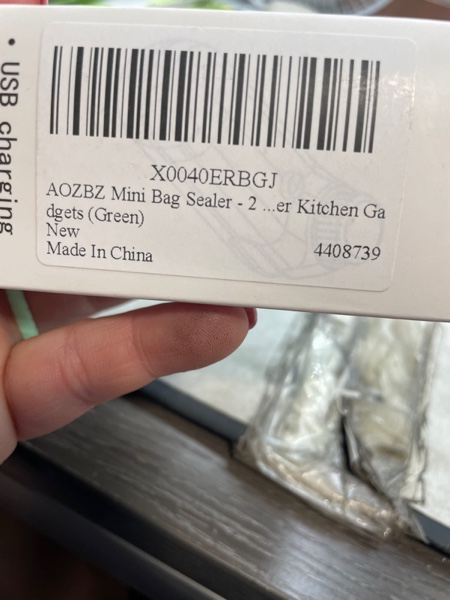 • USB charging
X0040ERBGJ
AOZBZ Mini Bag Sealer - 2 ...er Kitchen Ga
dgets (Green)
New
Made In China 4408739